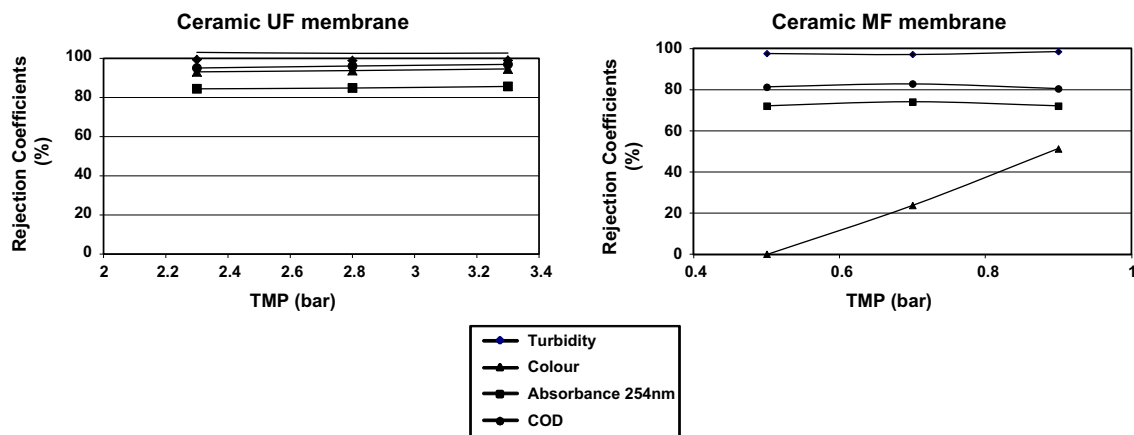 Ceramic UF membrane
Rejection Coefficients
(%)
100
80
60
40
20
0
2
2.2
2.4
2.6
2.8
3
3.2
3.4
TMP (bar)
Ceramic MF membrane
Rejection Coefficients
(%)
100
80
60
40
20
0
0.4
0.6
0.8
1
TMP (bar)
Turbidity
Colour
Absorbance 254nm
COD